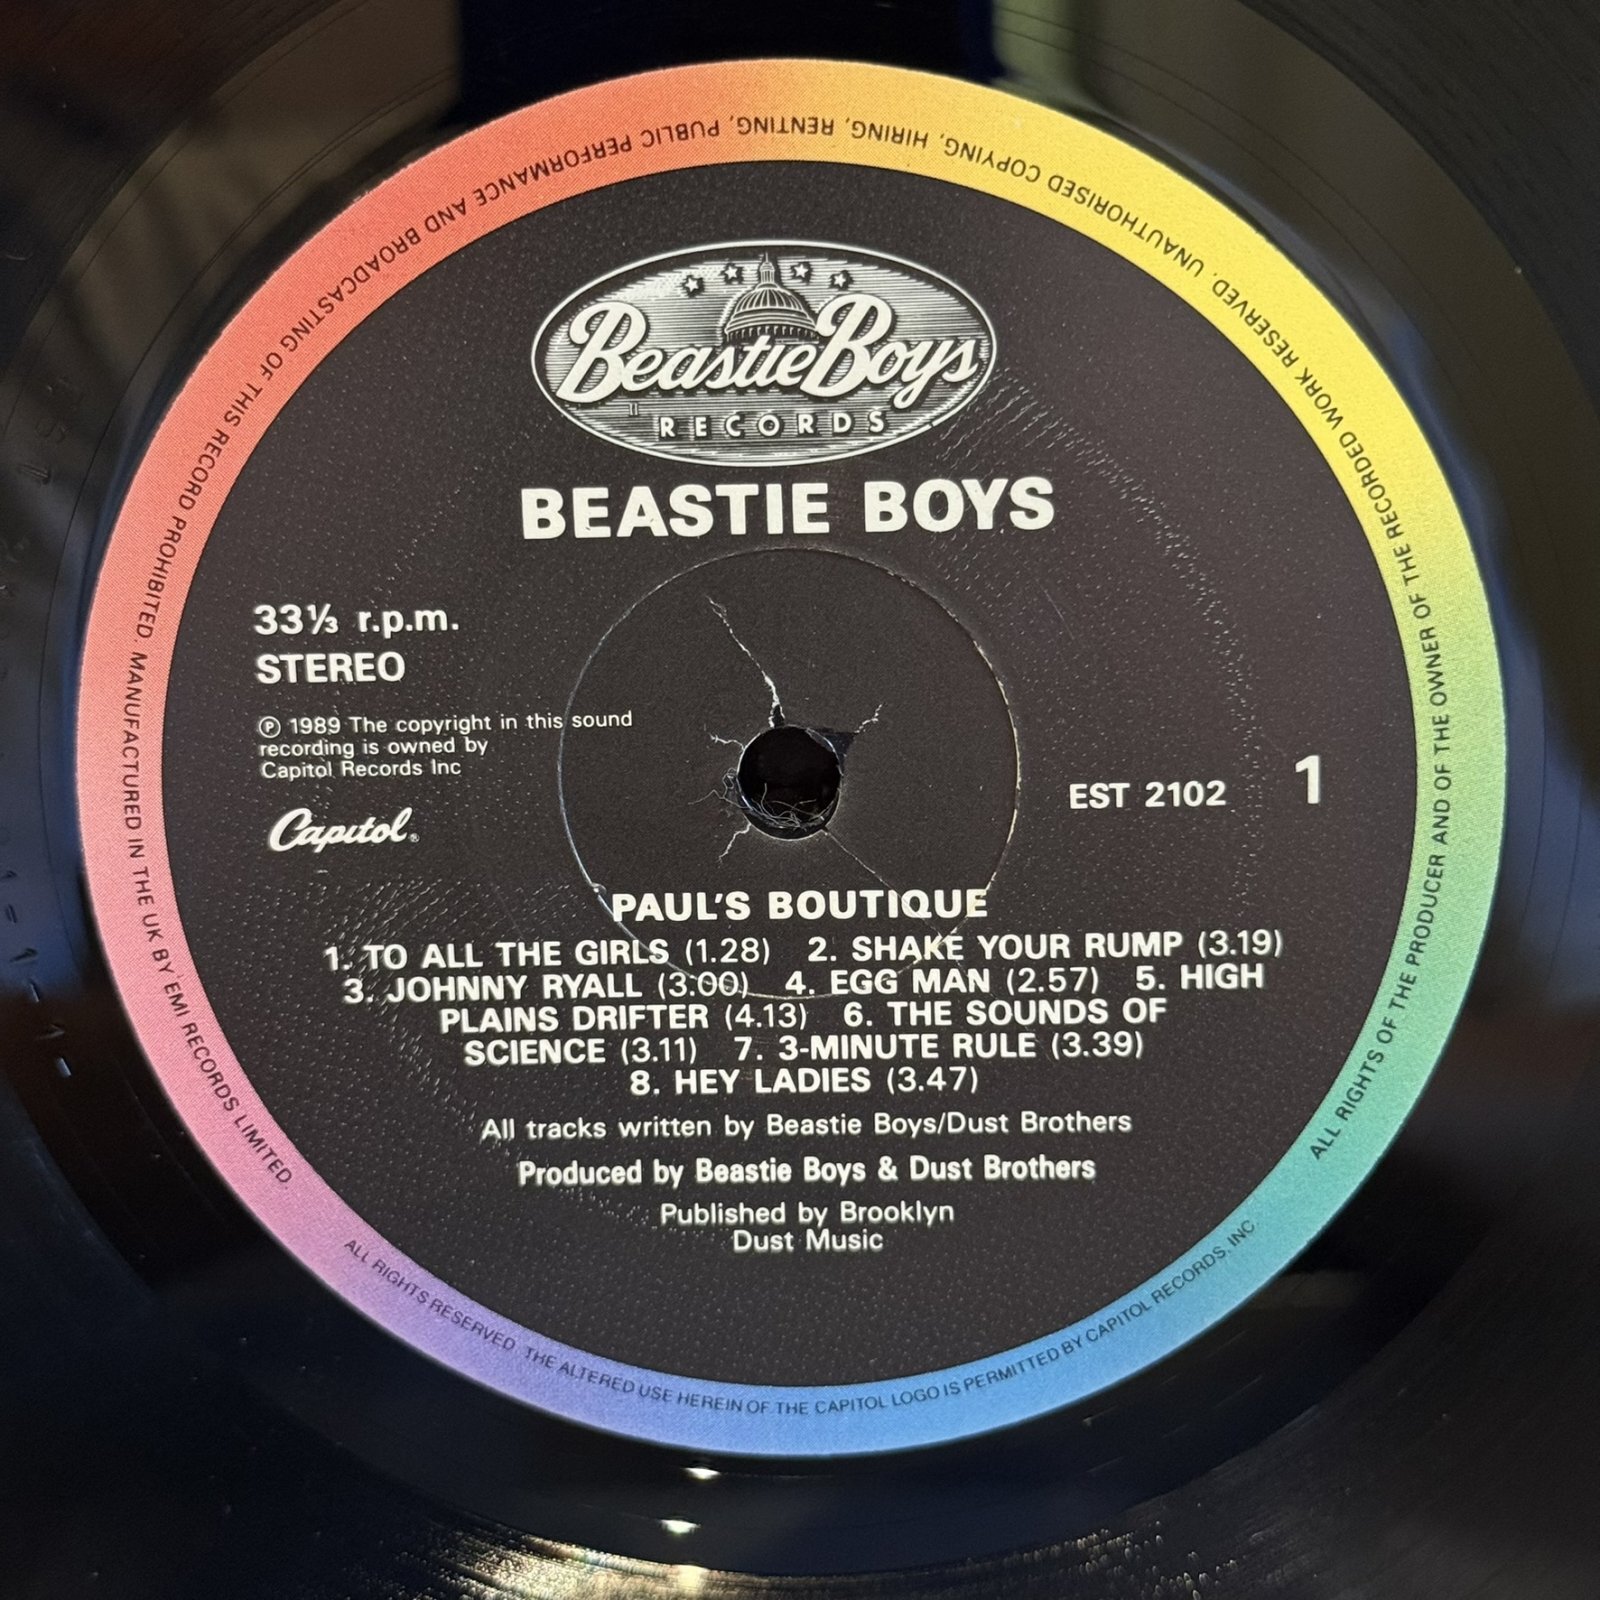 Beastie Boys
RECORDS
BEASTIE BOYS
33⅓ r.p.m.
STEREO
℗ 1989 The copyright in this sound
recording is owned by
Capitol Records Inc
Capitol®
EST 2102
1
PAUL'S BOUTIQUE
1. TO ALL THE GIRLS (1.28) 2. SHAKE YOUR RUMP (3.19)
3. JOHNNY RYALL (3.00) 4. EGG MAN (2.57) 5. HIGH
PLAINS DRIFTER (4.13) 6. THE SOUNDS OF
SCIENCE (3.11) 7. 3-MINUTE RULE (3.39)
8. HEY LADIES (3.47)
All tracks written by Beastie Boys/Dust Brothers
Produced by Beastie Boys & Dust Brothers
Published by Brooklyn
Dust Music
ALL RIGHTS OF THE PRODUCER AND OF THE OWNER OF THE RECORDED WORK RESERVED. UNAUTHORISED COPYING, HIRING, RENTING, PUBLIC PERFORMANCE AND BROADCASTING OF THIS RECORD PROHIBITED. MANUFACTURED IN THE UK BY EMI RECORDS LIMITED.
ALL RIGHTS RESERVED. THE ALTERED USE HEREIN OF THE CAPITOL LOGO IS PERMITTED BY CAPITOL RECORDS, INC.